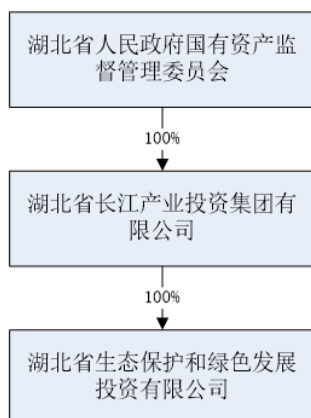 湖北省人民政府国有资产监
督管理委员会
100%
湖北省长江产业投资集团有
限公司
100%
湖北省生态保护和绿色发展
投资有限公司